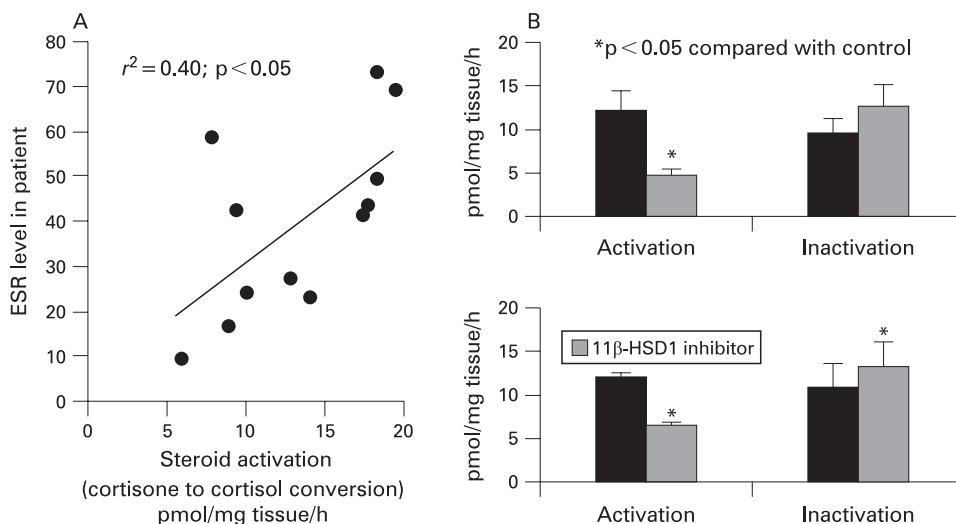 A
80
70
60
50
40
30
20
10
0
r² = 0.40; p < 0.05
ESR level in patient
0 5 10 15 20
Steroid activation
(cortisone to cortisol conversion)
pmol/mg tissue/h
B
20
15
10
5
0
pmol/mg tissue/h
*p < 0.05 compared with control
*
Activation Inactivation
20
15
10
5
0
pmol/mg tissue/h
11β-HSD1 inhibitor
*
*
Activation Inactivation